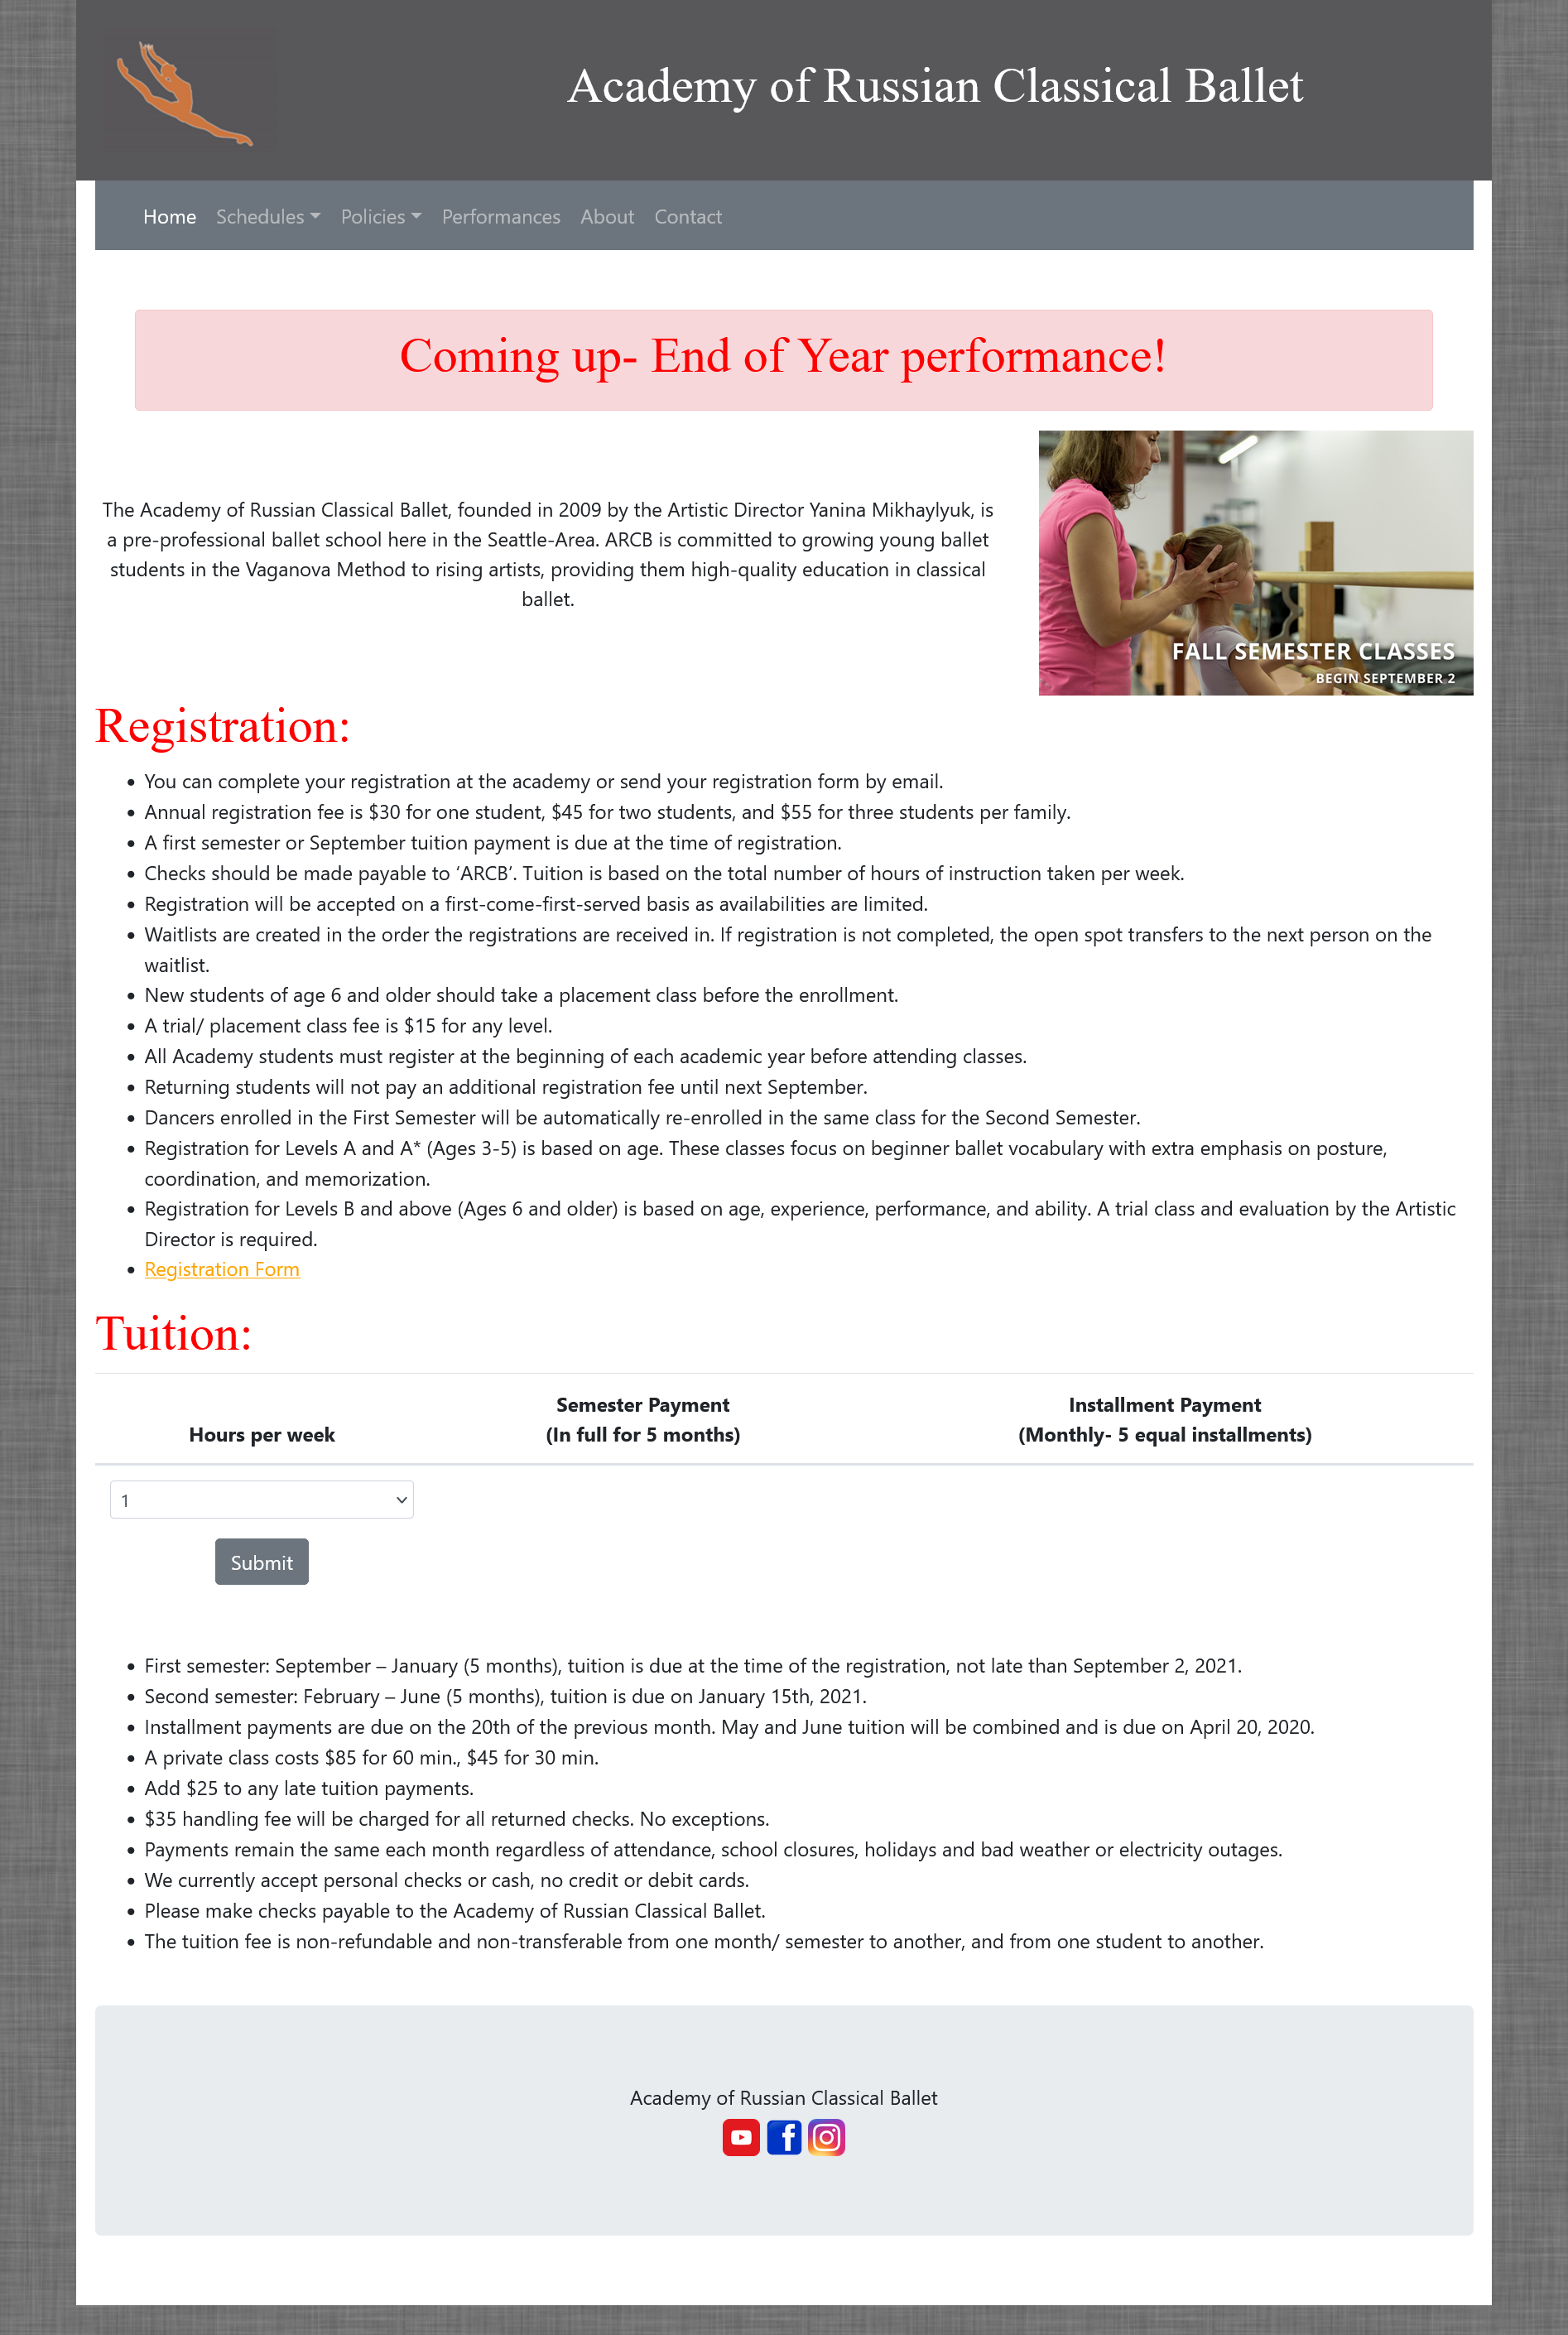 Academy of Russian Classical Ballet
Home Schedules Policies Performances About Contact
Coming up- End of Year performance!
The Academy of Russian Classical Ballet, founded in 2009 by the Artistic Director Yanina Mikhaylyuk, is
a pre-professional ballet school here in the Seattle-Area. ARCB is committed to growing young ballet
students in the Vaganova Method to rising artists, providing them high-quality education in classical
ballet.
FALL SEMESTER CLASSES
BEGIN SEPTEMBER 2
Registration:
• You can complete your registration at the academy or send your registration form by email.
• Annual registration fee is $30 for one student, $45 for two students, and $55 for three students per family.
• A first semester or September tuition payment is due at the time of registration.
• Checks should be made payable to ‘ARCB’. Tuition is based on the total number of hours of instruction taken per week.
• Registration will be accepted on a first-come-first-served basis as availabilities are limited.
• Waitlists are created in the order the registrations are received in. If registration is not completed, the open spot transfers to the next person on the
waitlist.
• New students of age 6 and older should take a placement class before the enrollment.
• A trial/ placement class fee is $15 for any level.
• All Academy students must register at the beginning of each academic year before attending classes.
• Returning students will not pay an additional registration fee until next September.
• Dancers enrolled in the First Semester will be automatically re-enrolled in the same class for the Second Semester.
• Registration for Levels A and A* (Ages 3-5) is based on age. These classes focus on beginner ballet vocabulary with extra emphasis on posture,
coordination, and memorization.
• Registration for Levels B and above (Ages 6 and older) is based on age, experience, performance, and ability. A trial class and evaluation by the Artistic
Director is required.
• Registration Form
Tuition:
Hours per week
Semester Payment
(In full for 5 months)
Installment Payment
(Monthly- 5 equal installments)
1
Submit
• First semester: September – January (5 months), tuition is due at the time of the registration, not late than September 2, 2021.
• Second semester: February – June (5 months), tuition is due on January 15th, 2021.
• Installment payments are due on the 20th of the previous month. May and June tuition will be combined and is due on April 20, 2020.
• A private class costs $85 for 60 min., $45 for 30 min.
• Add $25 to any late tuition payments.
• $35 handling fee will be charged for all returned checks. No exceptions.
• Payments remain the same each month regardless of attendance, school closures, holidays and bad weather or electricity outages.
• We currently accept personal checks or cash, no credit or debit cards.
• Please make checks payable to the Academy of Russian Classical Ballet.
• The tuition fee is non-refundable and non-transferable from one month/ semester to another, and from one student to another.
Academy of Russian Classical Ballet